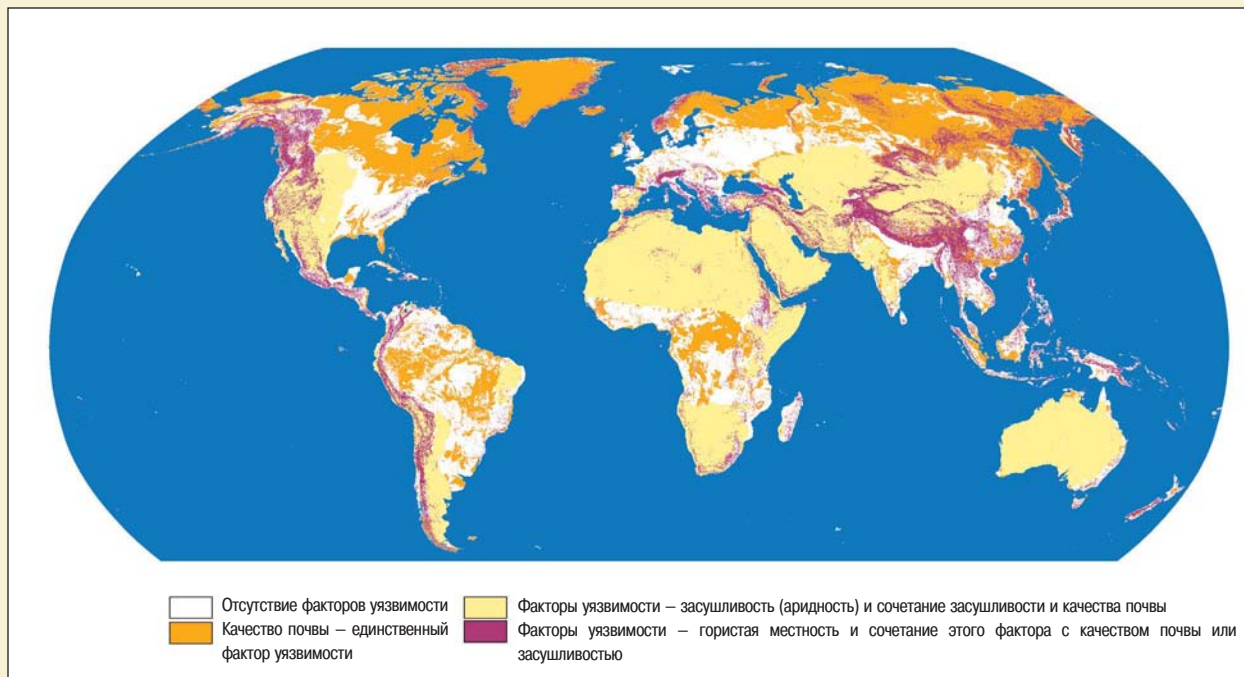 Отсутствие факторов уязвимости
Качество почвы – единственный
фактор уязвимости
Факторы уязвимости – засушливость (аридность) и сочетание засушливости и качества почвы
Факторы уязвимости – гористая местность и сочетание этого фактора с качеством почвы или
засушливостью